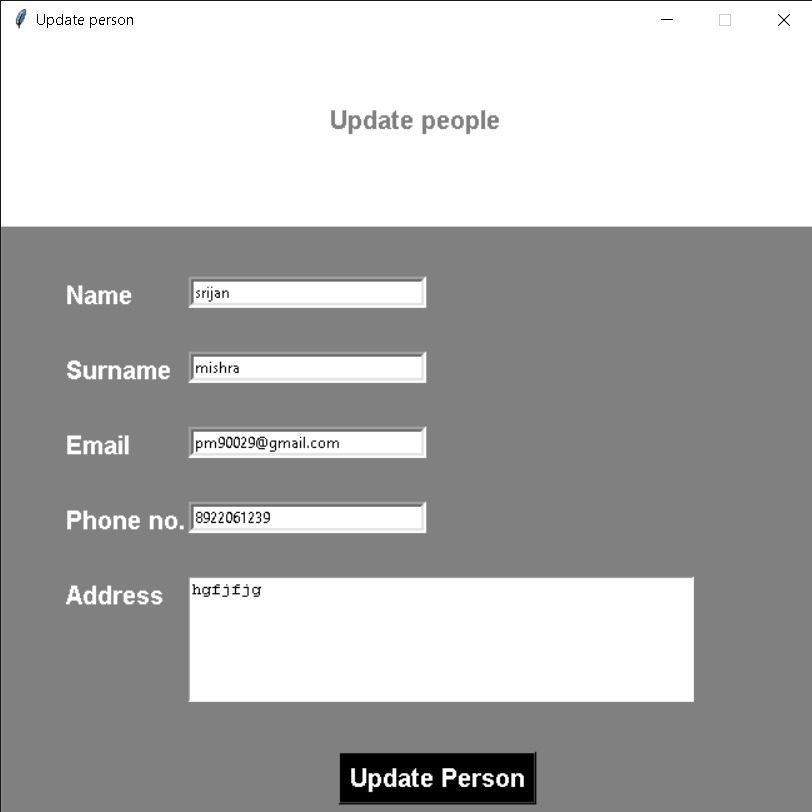 Update person
Update people
Name srijan
Surname mishra
Email pm90029@gmail.com
Phone no. 8922061239
Address hgfjfjg
Update Person